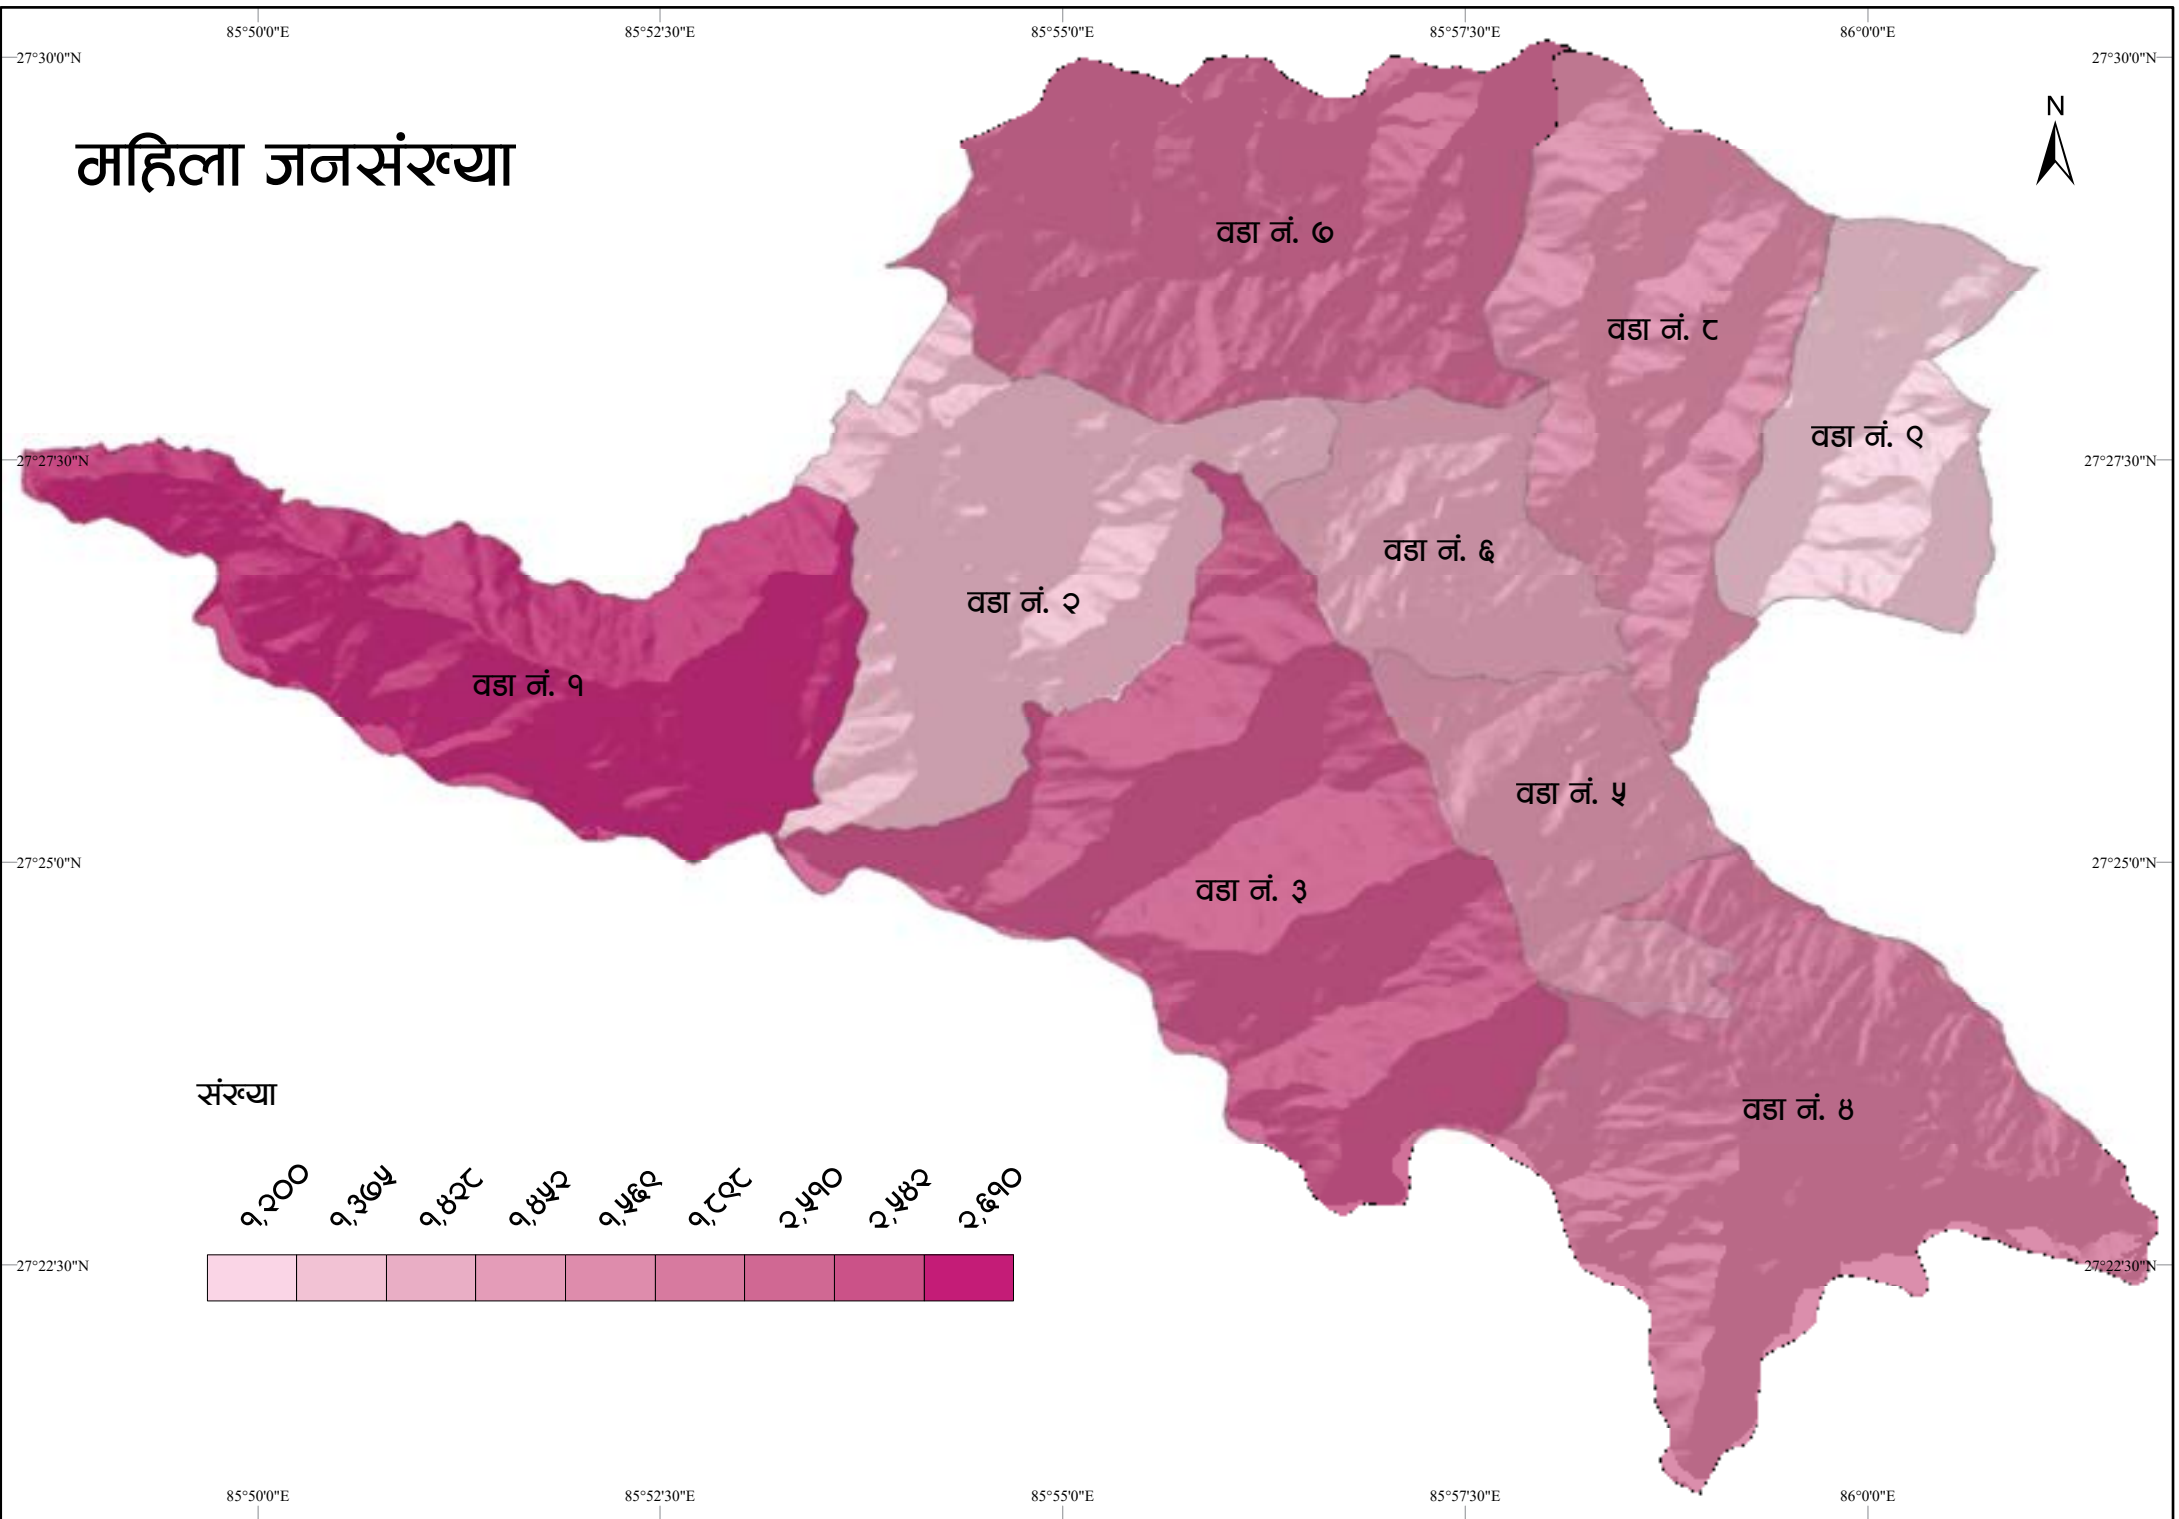 85°50'0"E 85°52'30"E 85°55'0"E 85°57'30"E 86°0'0"E
27°30'0"N 27°30'0"N
N
महिला जनसंख्या
वडा नं. ७
वडा नं. ८
वडा नं. ९
27°27'30"N 27°27'30"N
वडा नं. ६
वडा नं. २
वडा नं. १
वडा नं. ५
27°25'0"N 27°25'0"N
वडा नं. ३
संख्या
वडा नं. ४
१,२०० १,३७५ १,४२८ १,४५२ १,५६९ १,८९८ २,५१० २,५४२ २,६१०
27°22'30"N 27°22'30"N
85°50'0"E 85°52'30"E 85°55'0"E 85°57'30"E 86°0'0"E